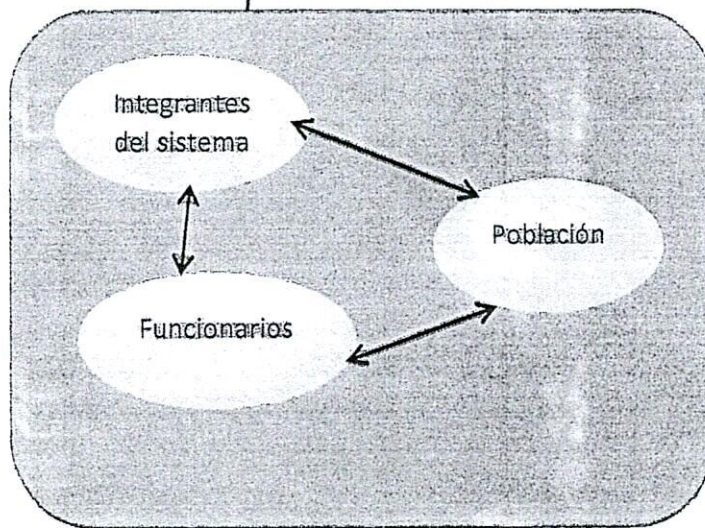 Integrantes
del sistema
Población
Funcionarios